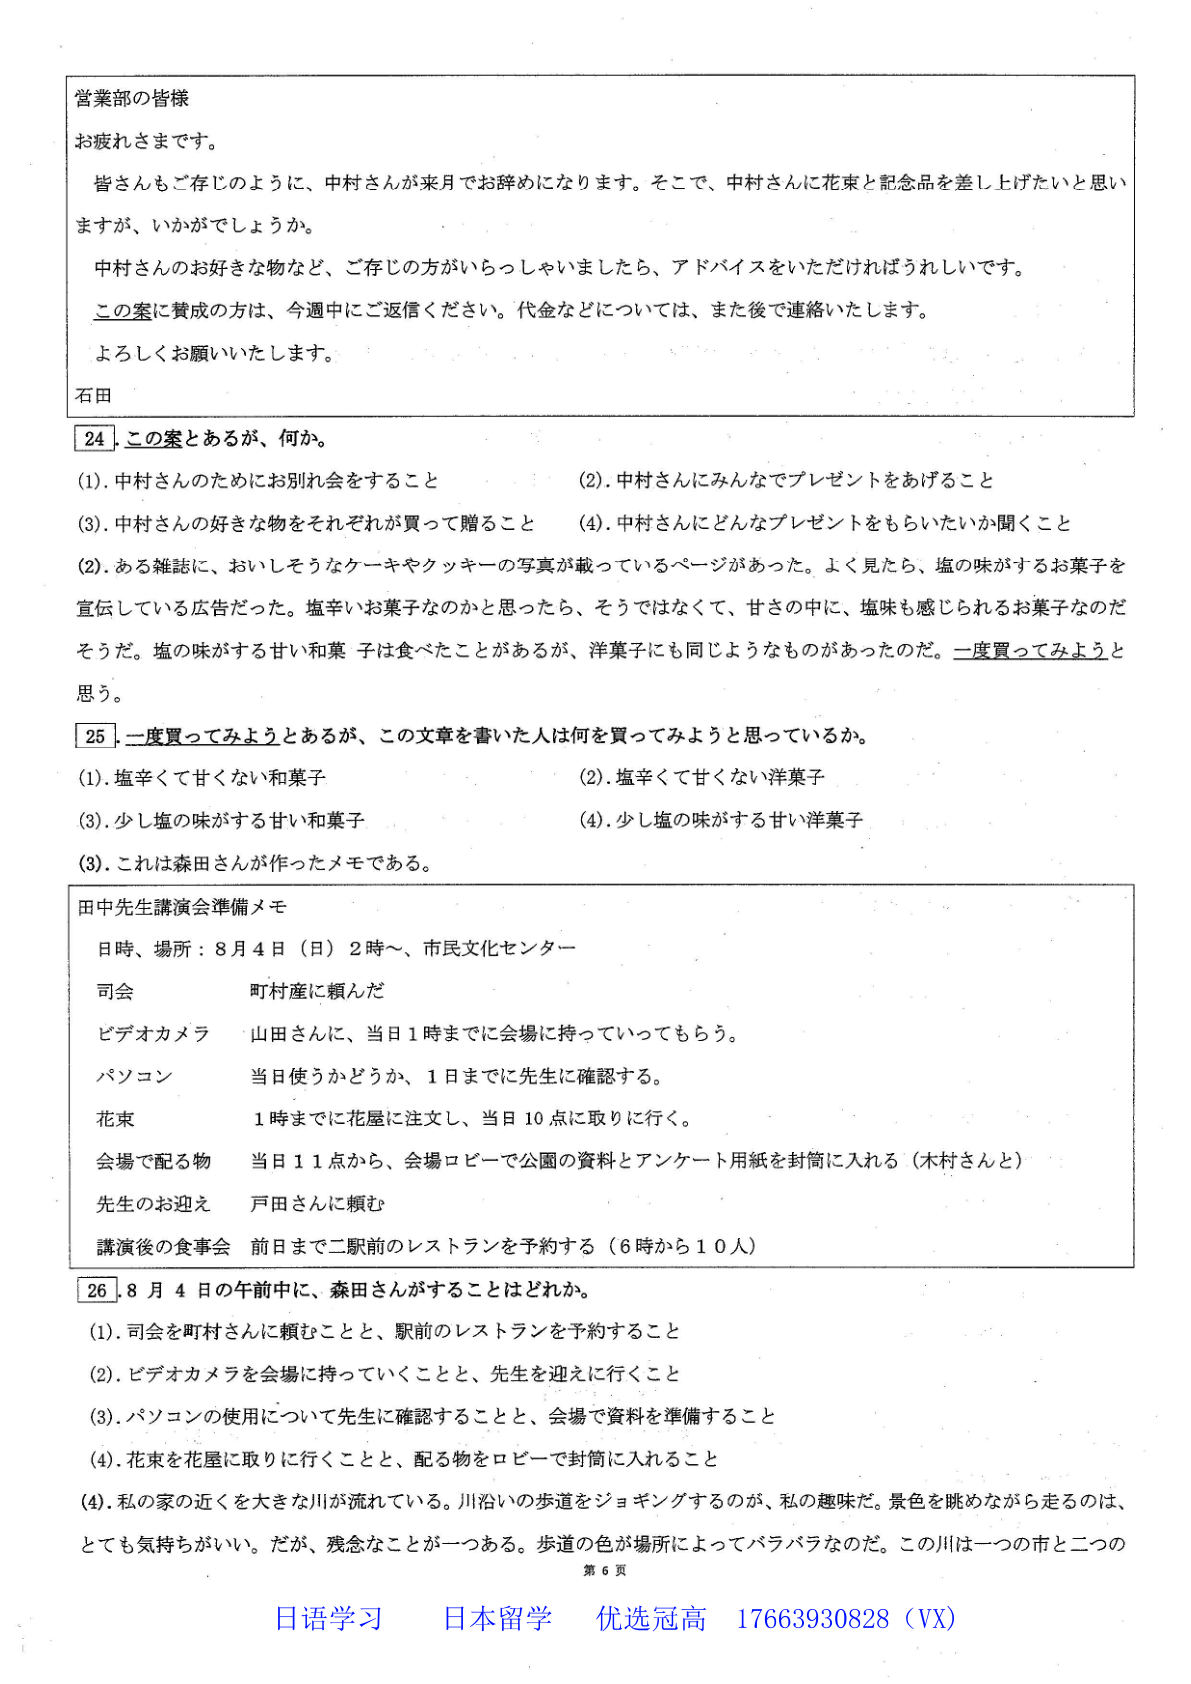 営業部の皆様
お疲れさまです。
皆さんもご存じのように、中村さんが来月でお辞めになります。そこで、中村さんに花束と記念品を差し上げたいと思い
ますが、いかがでしょうか。
中村さんのお好きな物など、ご存じの方がいらっしゃいましたら、アドバイスをいただければうれしいです。
この案に賛成の方は、今週中にご返信ください。代金などについては、また後で連絡いたします。
よろしくお願いいたします。
石田
24.この案とあるが、何か。
(1).中村さんのためにお別れ会をすること (2).中村さんにみんなでプレゼントをあげること
(3).中村さんの好きな物をそれぞれが買って贈ること (4).中村さんにどんなプレゼントをもらいたいか聞くこと
(2).ある雑誌に、おいしそうなケーキやクッキーの写真が載っているページがあった。よく見たら、塩の味がするお菓子を
宣伝している広告だった。塩辛いお菓子なのかと思ったら、そうではなくて、甘さの中に、塩味も感じられるお菓子なのだ
そうだ。塩の味がする甘い和菓 子は食べたことがあるが、洋菓子にも同じようなものがあったのだ。一度買ってみようと
思う。
25.一度買ってみようとあるが、この文章を書いた人は何を買ってみようと思っているか。
(1).塩辛くて甘くない和菓子 (2).塩辛くて甘くない洋菓子
(3).少し塩の味がする甘い和菓子 (4).少し塩の味がする甘い洋菓子
(3).これは森田さんが作ったメモである。
田中先生講演会準備メモ
日時、場所：８月４日（日）２時～、市民文化センター
司会 町村産に頼んだ
ビデオカメラ 山田さんに、当日１時までに会場に持っていってもらう。
パソコン 当日使うかどうか、１日までに先生に確認する。
花束 １時までに花屋に注文し、当日 10 点に取りに行く。
会場で配る物 当日１１点から、会場ロビーで公園の資料とアンケート用紙を封筒に入れる（木村さんと）
先生のお迎え 戸田さんに頼む
講演後の食事会 前日まで二駅前のレストランを予約する（６時から１０人）
26.8 月 4 日の午前中に、森田さんがすることはどれか。
(1).司会を町村さんに頼むことと、駅前のレストランを予約すること
(2).ビデオカメラを会場に持っていくことと、先生を迎えに行くこと
(3).パソコンの使用について先生に確認することと、会場で資料を準備すること
(4).花束を花屋に取りに行くことと、配る物をロビーで封筒に入れること
(4).私の家の近くを大きな川が流れている。川沿いの歩道をジョギングするのが、私の趣味だ。景色を眺めながら走るのは、
とても気持ちがいい。だが、残念なことが一つある。歩道の色が場所によってバラバラなのだ。この川は一つの市と二つの
第 6 页
日语学习 日本留学 优选冠高 17663930828（VX)